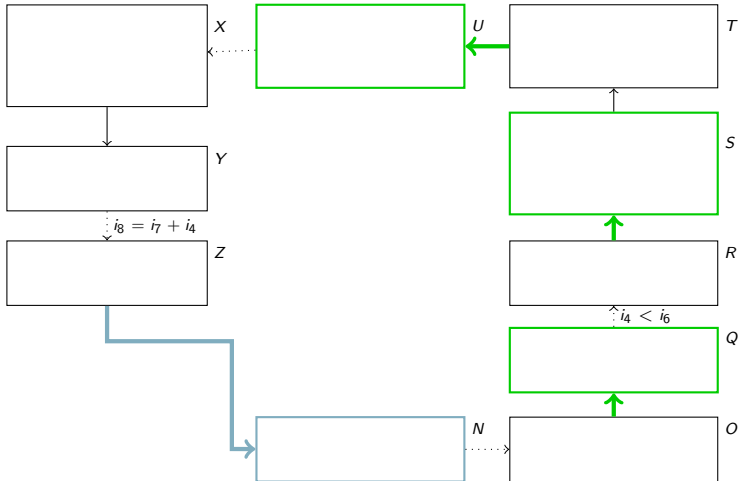 X
U
T
S
Y
i₈ = i₇ + i₄
Z
R
i₄ < i₆
Q
N
O